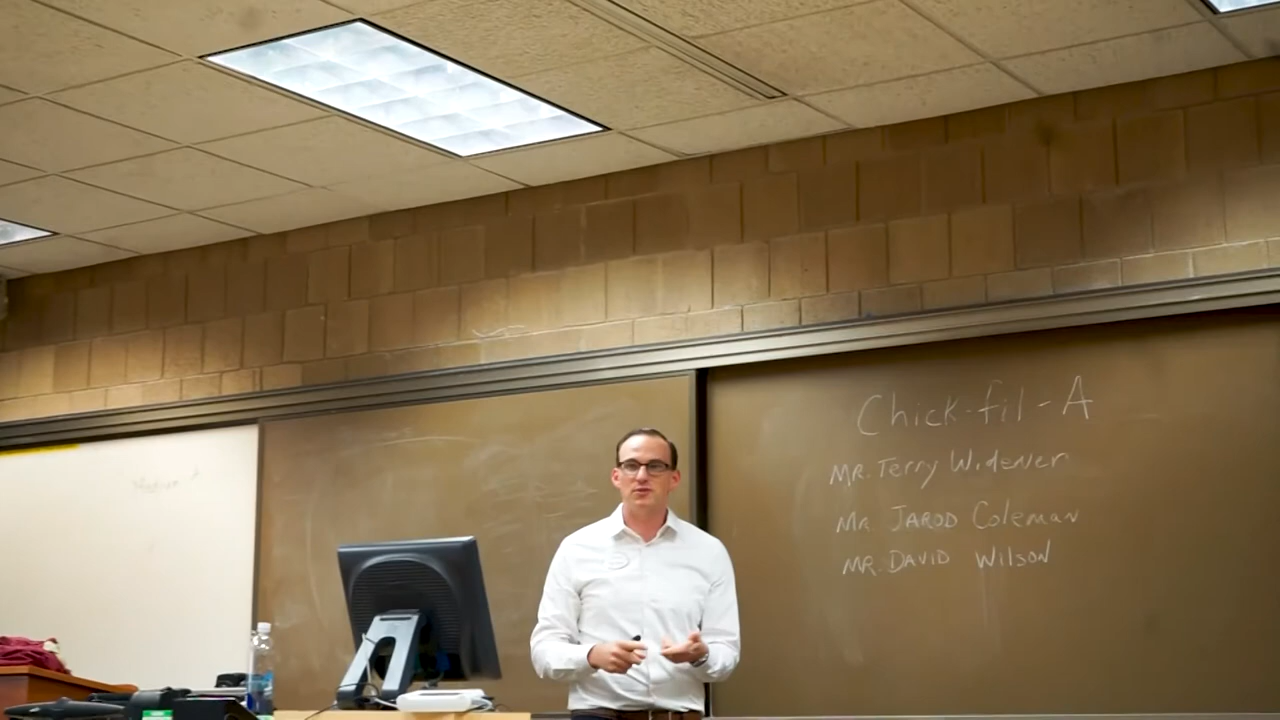 Chick-fil-A
MR. Terry Widener
MR JAROD Coleman
MR. DAVID Wilson